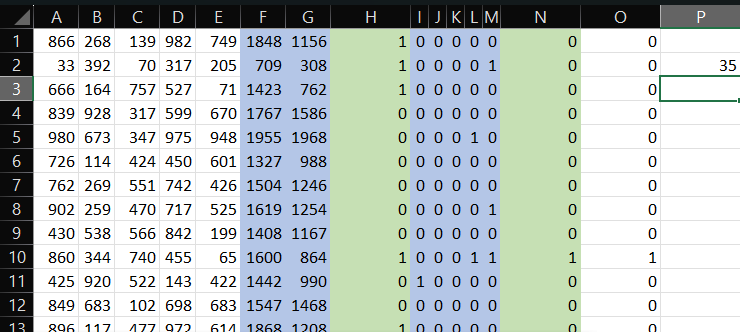 A B C D E F G H I J K L M N O P
1 866 268 139 982 749 1848 1156 1 0 0 0 0 0 0 0
2 33 392 70 317 205 709 308 1 0 0 0 0 1 0 0 35
3 666 164 757 527 71 1423 762 1 0 0 0 0 0 0 0
4 839 928 317 599 670 1767 1586 0 0 0 0 0 0 0 0
5 980 673 347 975 948 1955 1968 0 0 0 0 1 0 0 0
6 726 114 424 450 601 1327 988 0 0 0 0 0 0 0 0
7 762 269 551 742 426 1504 1246 0 0 0 0 0 0 0 0
8 902 259 470 717 525 1619 1254 0 0 0 0 0 1 0 0
9 430 538 566 842 199 1408 1167 0 0 0 0 0 0 0 0
10 860 344 740 455 65 1600 864 1 0 0 0 1 1 1 1
11 425 920 522 143 422 1442 990 0 1 0 0 0 0 0 0
12 849 683 102 698 683 1547 1468 0 0 0 0 0 0 0 0
13 896 117 477 972 614 1868 1208 1 0 0 0 0 0 0 0